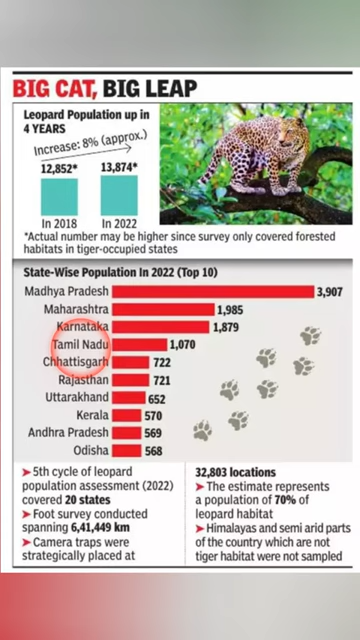 BIG CAT, BIG LEAP
Leopard Population up in
4 YEARS
Increase: 8% (approx.)
12,852* 13,874*
In 2018 In 2022
*Actual number may be higher since survey only covered forested
habitats in tiger-occupied states
State-Wise Population In 2022 (Top 10)
Madhya Pradesh 3,907
Maharashtra 1,985
Karnataka 1,879
Tamil Nadu 1,070
Chhattisgarh 722
Rajasthan 721
Uttarakhand 652
Kerala 570
Andhra Pradesh 569
Odisha 568
➤ 5th cycle of leopard
population assessment (2022)
covered 20 states
➤ Foot survey conducted
spanning 6,41,449 km
➤ Camera traps were
strategically placed at
32,803 locations
➤ The estimate represents
a population of 70% of
leopard habitat
➤ Himalayas and semi arid parts
of the country which are not
tiger habitat were not sampled